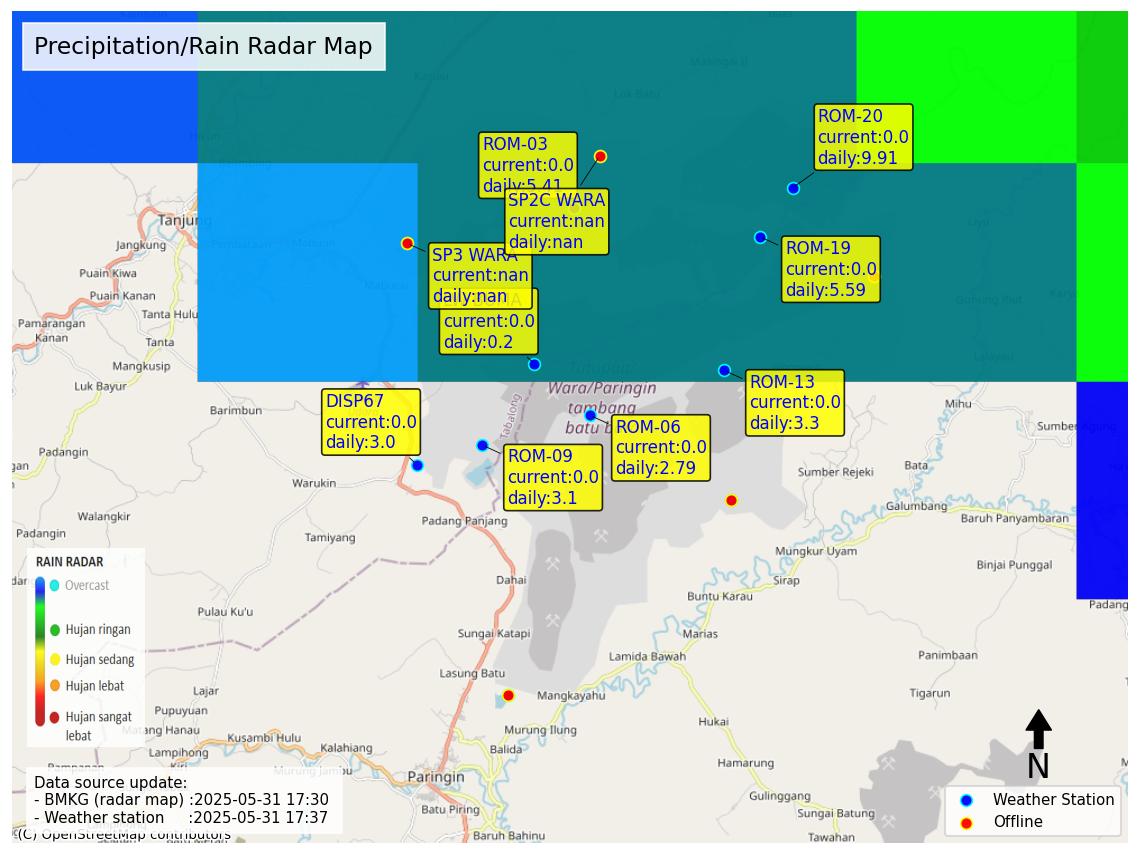 Precipitation/Rain Radar Map
ROM-20
current:0.0
daily:9.91
ROM-03
current:0.0
daily:5.41
SP2C WARA
current:nan
daily:nan
ROM-19
current:0.0
daily:5.59
SP3 WARA
current:nan
daily:nan
current:0.0
daily:0.2
ROM-13
current:0.0
daily:3.3
DISP67
current:0.0
daily:3.0
ROM-06
current:0.0
daily:2.79
ROM-09
current:0.0
daily:3.1
Tanjung
Jangkung
Puain Kiwa
Puain Kanan
Tanta Hulu
Pamarangan
Kanan
Tanta
Mangkusip
Luk Bayur
Barimbun
Padangin
Warukin
Walangkir
Padangin
Tamiyang
Padang Panjang
Tabalong
Wara/Paringin
tambang
Dahai
Pulau Ku'u
Sungai Katapi
Lasung Batu
Lajar
Pupuyuan
Matang Hanau
Lampihong
Kusambi Hulu
Kalahiang
Murung Jambu
Paringin
Batu Piring
Baruh Bahinu
Balida
Murung Ilung
Mangkayahu
Lamida Bawah
Marias
Buntu Karau
Sirap
Mungkur Uyam
Sumber Rejeki
Bata
Mihu
Galumbang
Baruh Panyambaran
Binjai Punggal
Panimbaan
Tigarun
Hukai
Hamarung
Gulinggang
Sungai Batung
Tawahan
RAIN RADAR
Overcast
Hujan ringan
Hujan sedang
Hujan lebat
Hujan sangat
lebat
Data source update:
- BMKG (radar map) :2025-05-31 17:30
- Weather station :2025-05-31 17:37
(C) OpenStreetMap contributors
N
Weather Station
Offline